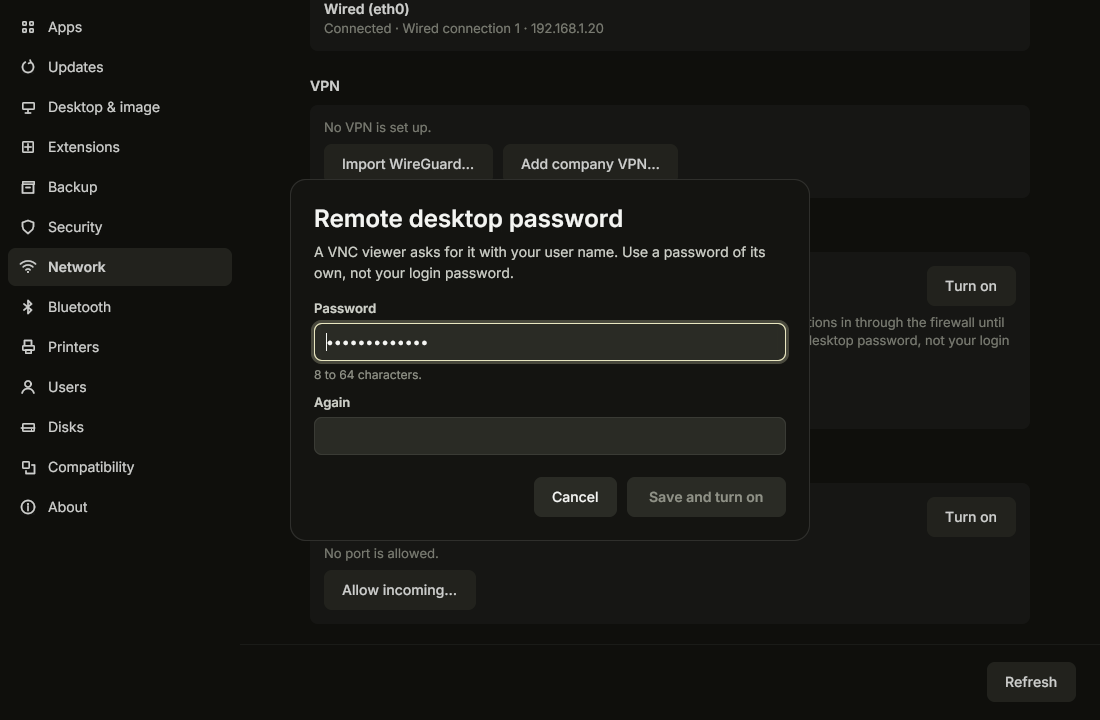 Apps
Updates
Desktop & image
Extensions
Backup
Security
Network
Bluetooth
Printers
Users
Disks
Compatibility
About
Wired (eth0)
Connected · Wired connection 1 · 192.168.1.20
VPN
No VPN is set up.
Import WireGuard...
Add company VPN...
Remote desktop password
A VNC viewer asks for it with your user name. Use a password of its
own, not your login password.
Password
•••••••••••••
8 to 64 characters.
Again
Cancel
Save and turn on
Turn on
in through the firewall until
desktop password, not your login
Turn on
No port is allowed.
Allow incoming...
Refresh